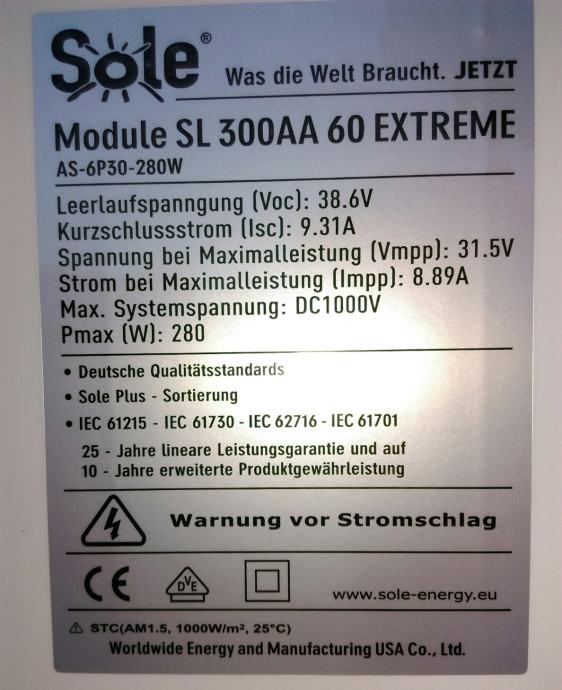 Sole®
Was die Welt Braucht. JETZT
Module SL 300AA 60 EXTREME
AS-6P30-280W
Leerlaufspanngung (Voc): 38.6V
Kurzschlussstrom (Isc): 9.31A
Spannung bei Maximalleistung (Vmpp): 31.5V
Strom bei Maximalleistung (Impp): 8.89A
Max. Systemspannung: DC1000V
Pmax (W): 280
• Deutsche Qualitätsstandards
• Sole Plus - Sortierung
• IEC 61215 - IEC 61730 - IEC 62716 - IEC 61701
25 - Jahre lineare Leistungsgarantie und auf
10 - Jahre erweiterte Produktgewährleistung
Warnung vor Stromschlag
CE DVE www.sole-energy.eu
STC(AM1.5, 1000W/m², 25°C)
Worldwide Energy and Manufacturing USA Co., Ltd.